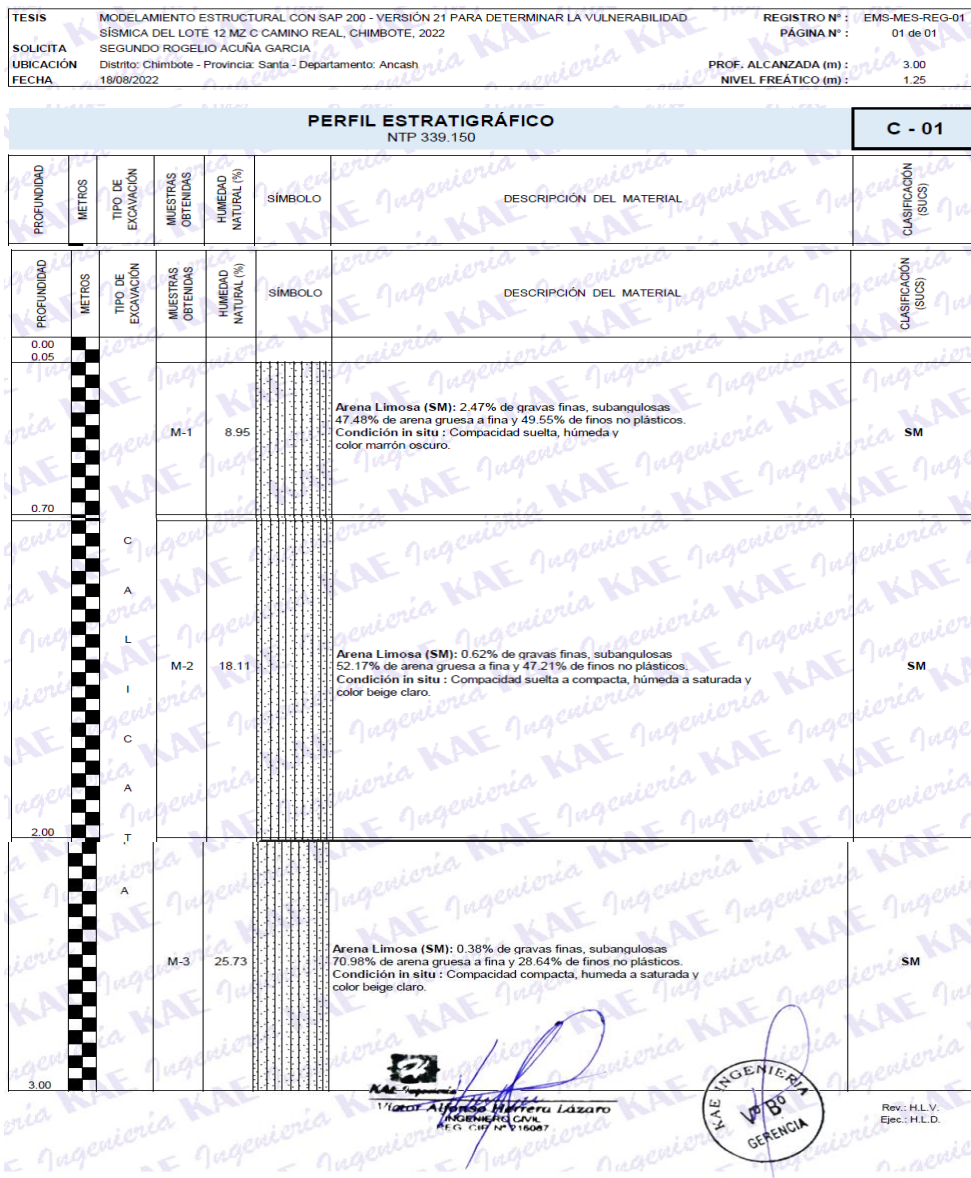 TESIS MODELAMIENTO ESTRUCTURAL CON SAP 200 - VERSIÓN 21 PARA DETERMINAR LA VULNERABILIDAD REGISTRO N° : EMS-MES-REG-01
SÍSMICA DEL LOTE 12 MZ C CAMINO REAL, CHIMBOTE, 2022 PÁGINA N° : 01 de 01
SOLICITA SEGUNDO ROGELIO ACUÑA GARCIA
UBICACIÓN Distrito: Chimbote - Provincia: Santa - Departamento: Ancash PROF. ALCANZADA (m) : 3.00
FECHA 18/08/2022 NIVEL FREÁTICO (m) : 1.25
PERFIL ESTRATIGRÁFICO
NTP 339.150
C - 01
PROFUNDIDAD METROS TIPO DE EXCAVACIÓN MUESTRAS OBTENIDAS HUMEDAD NATURAL (%) SÍMBOLO DESCRIPCIÓN DEL MATERIAL CLASIFICACIÓN (SUCS)
PROFUNDIDAD METROS TIPO DE EXCAVACIÓN MUESTRAS OBTENIDAS HUMEDAD NATURAL (%) SÍMBOLO DESCRIPCIÓN DEL MATERIAL CLASIFICACIÓN (SUCS)
0.00
0.05
Arena Limosa (SM): 2.47% de gravas finas, subangulosas
47.48% de arena gruesa a fina y 49.55% de finos no plásticos.
M-1 8.95 Condición in situ : Compacidad suelta, húmeda y SM
color marrón oscuro.
0.70
C
A
L
I
C
A
T
A
Arena Limosa (SM): 0.62% de gravas finas, subangulosas
M-2 18.11 52.17% de arena gruesa a fina y 47.21% de finos no plásticos. SM
Condición in situ : Compacidad suelta a compacta, húmeda a saturada y
color beige claro.
2.00
Arena Limosa (SM): 0.38% de gravas finas, subangulosas
M-3 25.73 70.98% de arena gruesa a fina y 28.64% de finos no plásticos. SM
Condición in situ : Compacidad compacta, humeda a saturada y
color beige claro.
3.00
KAE Ingeniería
Victor Alfonso Herrera Lázaro
INGENIERO CIVIL
REG. CIP N° 216087
KAE INGENIERIA
V° B°
GERENCIA
Rev.: H.L.V.
Ejec.: H.L.D.